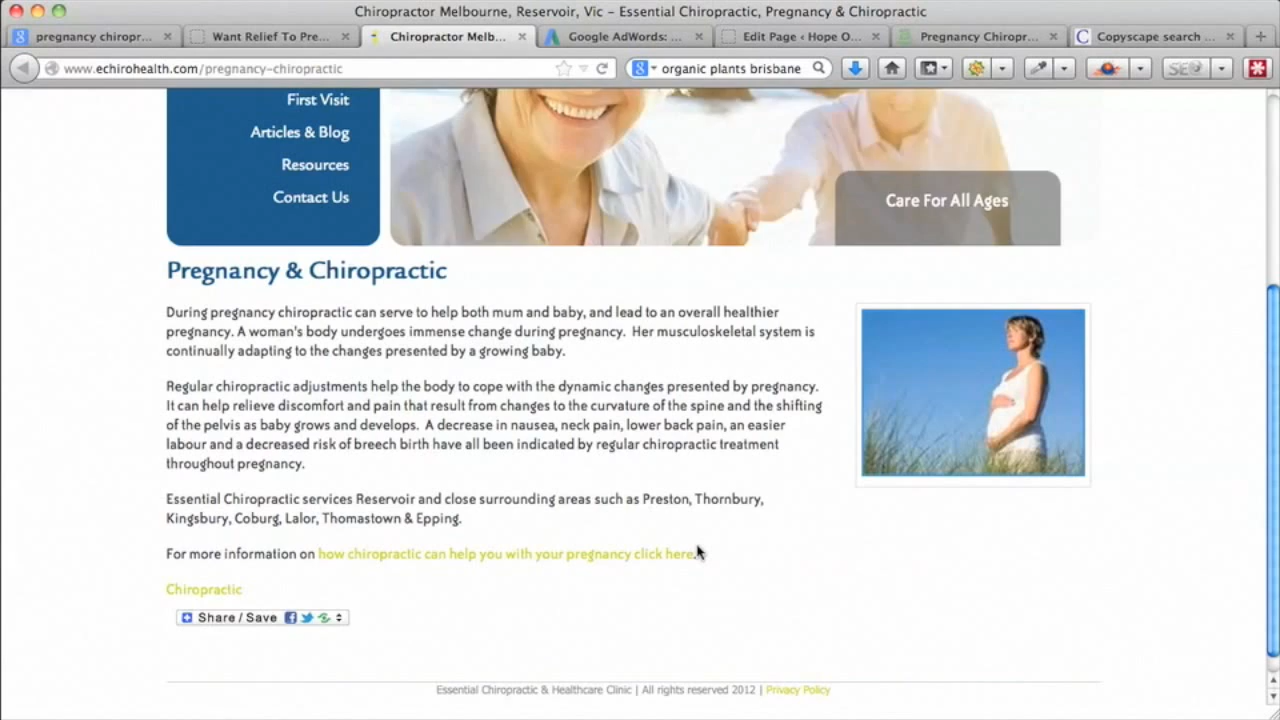 Chiropractor Melbourne, Reservoir, Vic – Essential Chiropractic, Pregnancy & Chiropractic
pregnancy chiropr...
Want Relief To Pre...
Chiropractor Melb...
Google AdWords: ...
Edit Page ‹ Hope O...
Pregnancy Chiropr...
Copyscape search ...
www.echirohealth.com/pregnancy-chiropractic
organic plants brisbane
SEO
First Visit
Articles & Blog
Resources
Contact Us
Care For All Ages
Pregnancy & Chiropractic
During pregnancy chiropractic can serve to help both mum and baby, and lead to an overall healthier
pregnancy. A woman's body undergoes immense change during pregnancy. Her musculoskeletal system is
continually adapting to the changes presented by a growing baby.
Regular chiropractic adjustments help the body to cope with the dynamic changes presented by pregnancy.
It can help relieve discomfort and pain that result from changes to the curvature of the spine and the shifting
of the pelvis as baby grows and develops. A decrease in nausea, neck pain, lower back pain, an easier
labour and a decreased risk of breech birth have all been indicated by regular chiropractic treatment
throughout pregnancy.
Essential Chiropractic services Reservoir and close surrounding areas such as Preston, Thornbury,
Kingsbury, Coburg, Lalor, Thomastown & Epping.
For more information on how chiropractic can help you with your pregnancy click here.
Chiropractic
Share / Save
Essential Chiropractic & Healthcare Clinic | All rights reserved 2012 | Privacy Policy